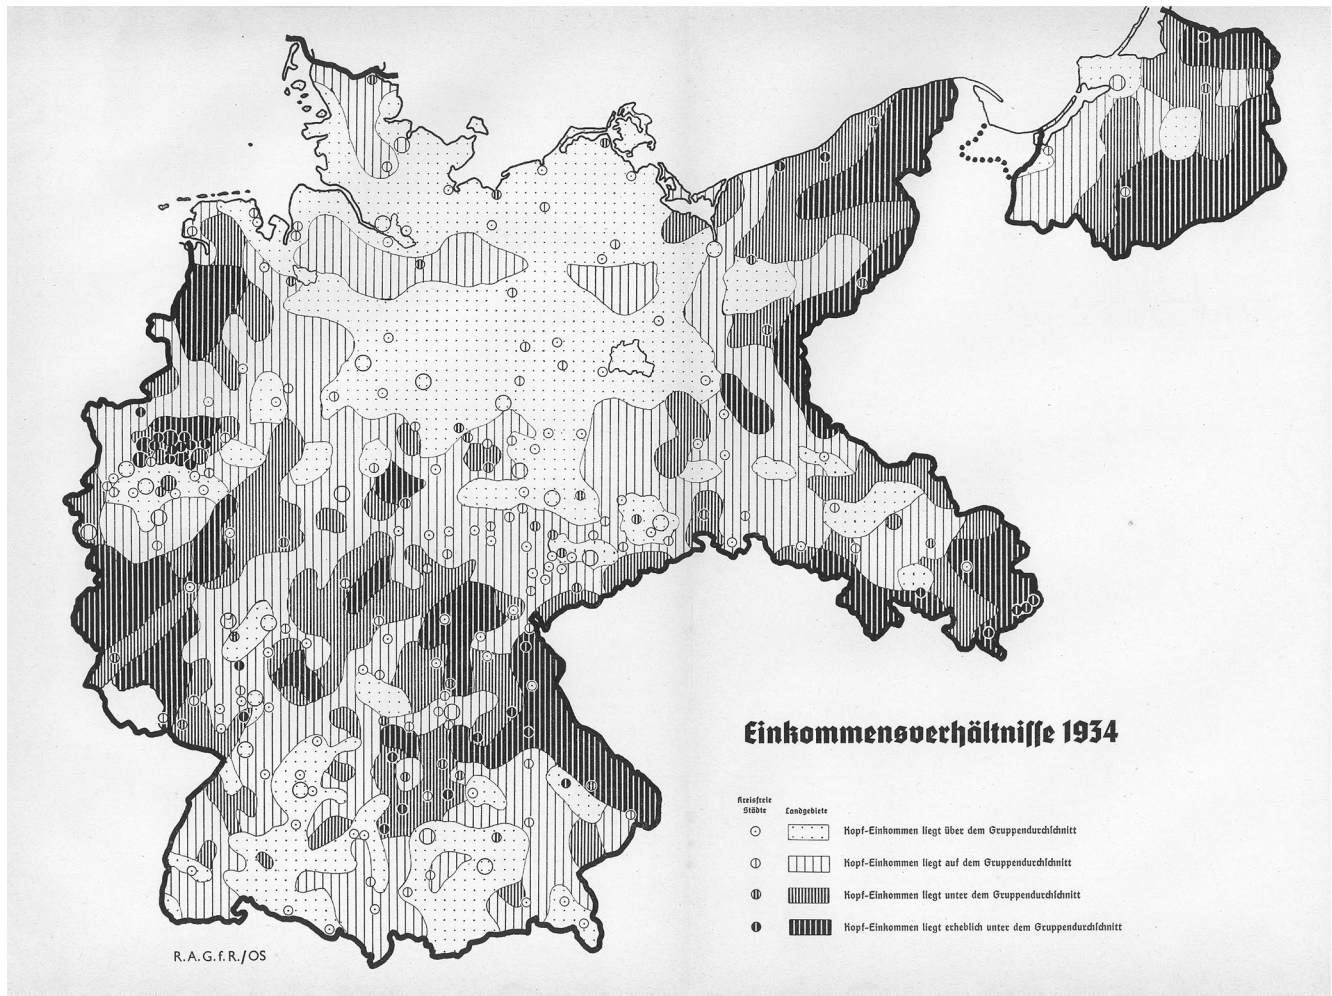 Einkommensverhältnisse 1934
Kreisfreie
Städte
Landgebiete
Kopf-Einkommen liegt über dem Gruppendurchschnitt
Kopf-Einkommen liegt auf dem Gruppendurchschnitt
Kopf-Einkommen liegt unter dem Gruppendurchschnitt
Kopf-Einkommen liegt erheblich unter dem Gruppendurchschnitt
R.A.G.f.R./OS